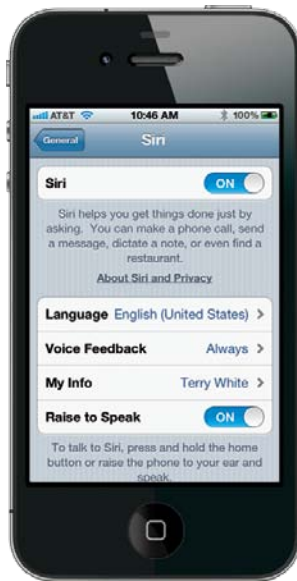 AT&T 10:46 AM 100%
General Siri
Siri ON
Siri helps you get things done just by
asking. You can make a phone call, send
a message, dictate a note, or even find a
restaurant.
About Siri and Privacy
Language English (United States)
Voice Feedback Always
My Info Terry White
Raise to Speak ON
To talk to Siri, press and hold the home
button or raise the phone to your ear and
speak.